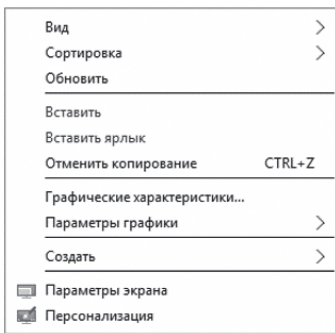 Вид
Сортировка
Обновить
Вставить
Вставить ярлык
Отменить копирование CTRL+Z
Графические характеристики...
Параметры графики
Создать
Параметры экрана
Персонализация